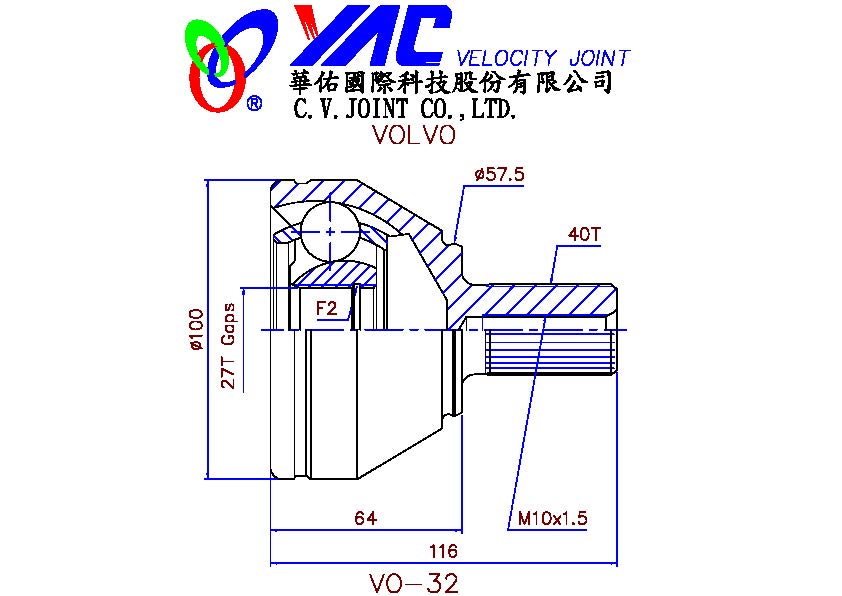 YAC VELOCITY JOINT
®
華佑國際科技股份有限公司
C.V.JOINT CO.,LTD.
VOLVO
ø57.5
40T
F2
ø100
27T Gaps
64
M10x1.5
116
VO-32